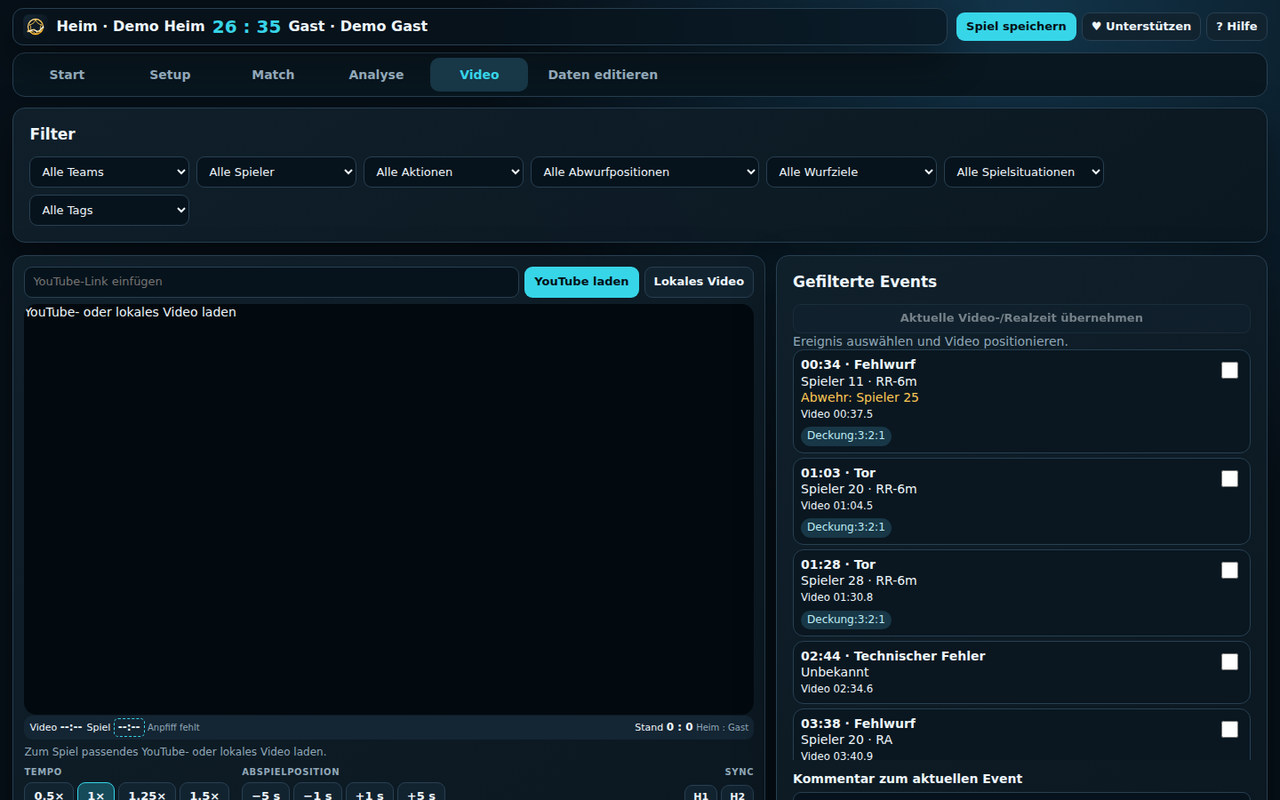 Heim · Demo Heim 26 : 35 Gast · Demo Gast
Spiel speichern
♥ Unterstützen
? Hilfe
Start
Setup
Match
Analyse
Video
Daten editieren
Filter
Alle Teams
Alle Spieler
Alle Aktionen
Alle Abwurfpositionen
Alle Wurfziele
Alle Spielsituationen
Alle Tags
YouTube-Link einfügen
YouTube laden
Lokales Video
YouTube- oder lokales Video laden
Video --:-- Spiel --:-- Anpfiff fehlt
Stand 0 : 0 Heim : Gast
Zum Spiel passendes YouTube- oder lokales Video laden.
TEMPO
ABSPIELPOSITION
SYNC
0.5×
1×
1.25×
1.5×
−5 s
−1 s
+1 s
+5 s
H1
H2
Gefilterte Events
Aktuelle Video-/Realzeit übernehmen
Ereignis auswählen und Video positionieren.
00:34 · Fehlwurf
Spieler 11 · RR-6m
Abwehr: Spieler 25
Video 00:37.5
Deckung:3:2:1
01:03 · Tor
Spieler 20 · RR-6m
Video 01:04.5
Deckung:3:2:1
01:28 · Tor
Spieler 28 · RR-6m
Video 01:30.8
Deckung:3:2:1
02:44 · Technischer Fehler
Unbekannt
Video 02:34.6
03:38 · Fehlwurf
Spieler 20 · RA
Video 03:40.9
Kommentar zum aktuellen Event